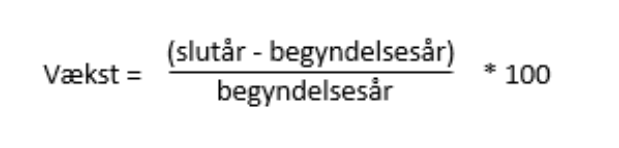 (slutår - begyndelsesår)
Vækst = * 100
begyndelsesår